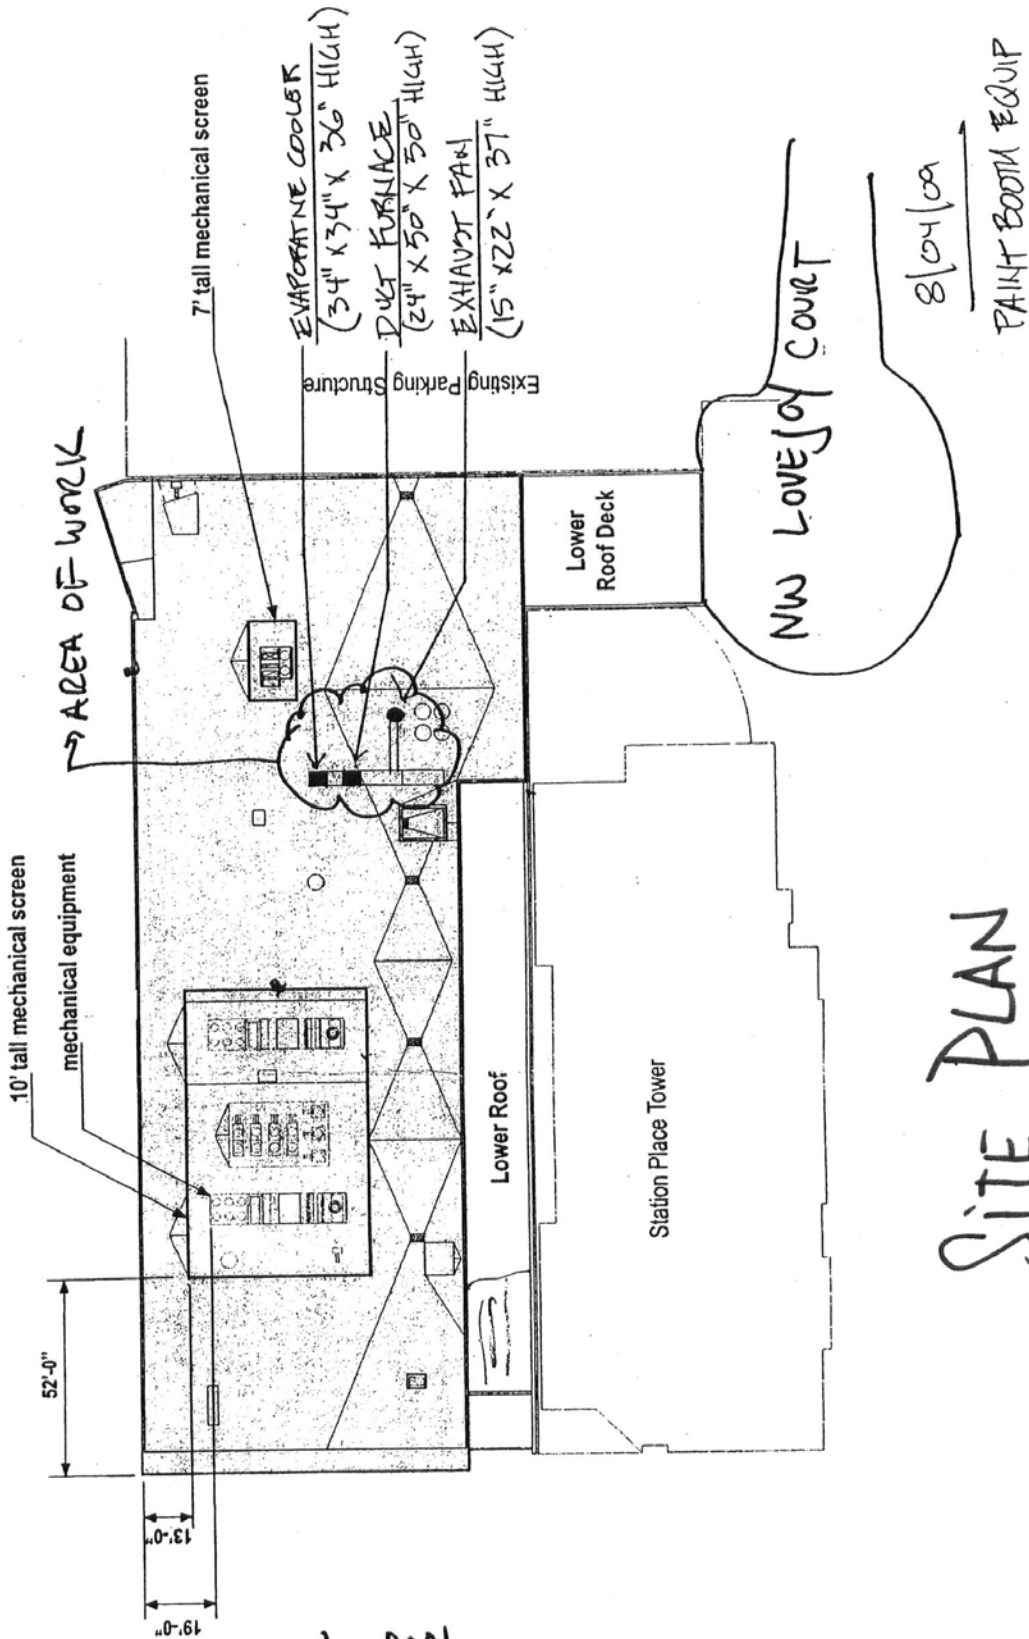 AREA OF WORK
10' tall mechanical screen
mechanical equipment
7' tall mechanical screen
EVAPORATIVE COOLER
(34" X 34" X 36" HIGH)
DUCT FURNACE
(24" X 50" X 50" HIGH)
EXHAUST FAN
(15" X 22" X 37" HIGH)
Existing Parking Structure
52'-0"
13'-0"
19'-0"
Lower Roof
Lower
Roof Deck
Station Place Tower
NW LOVEJOY COURT
SITE PLAN
8/04/09
PAINT BOOTH EQUIP